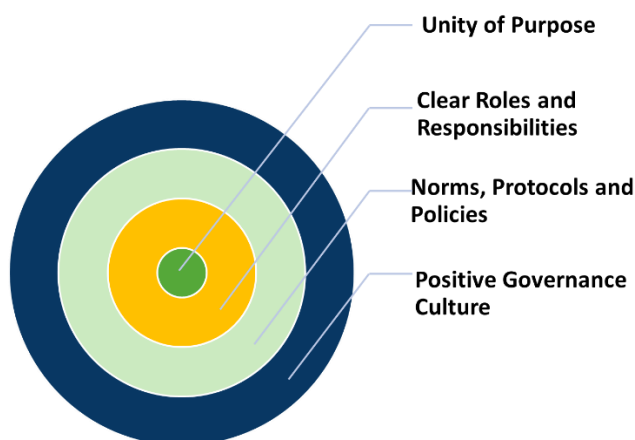 Unity of Purpose
Clear Roles and
Responsibilities
Norms, Protocols and
Policies
Positive Governance
Culture